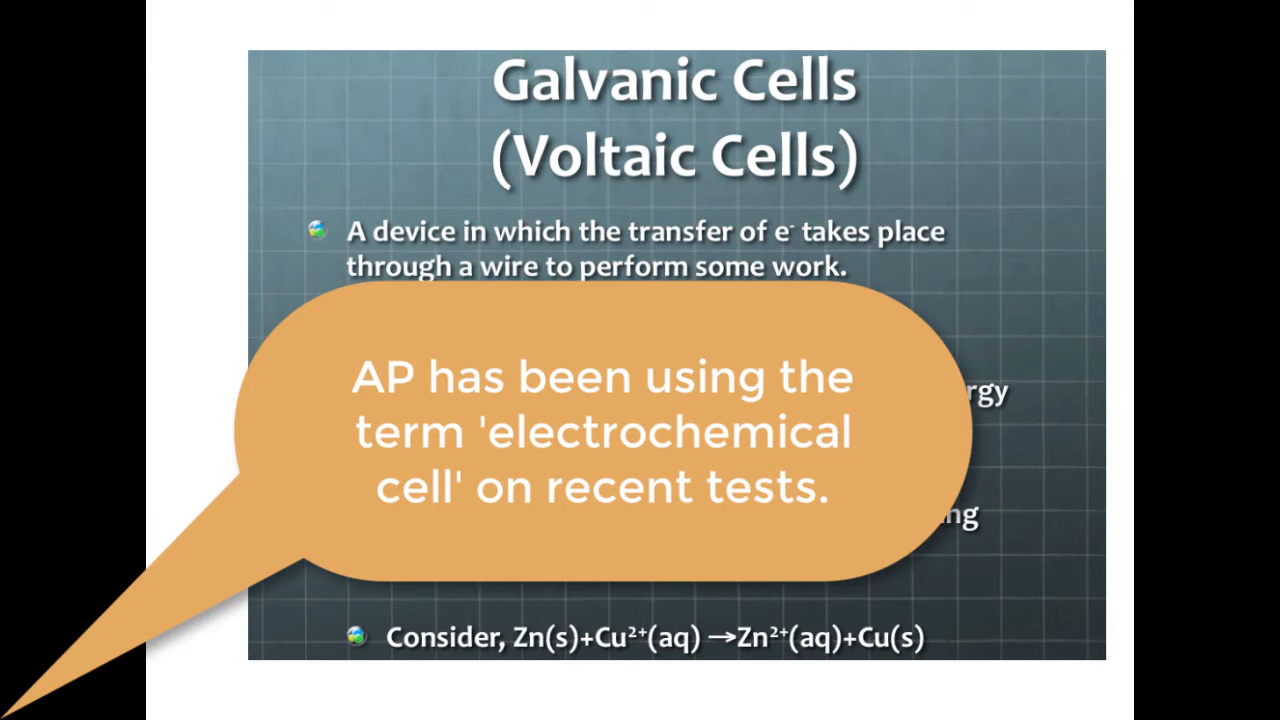 Galvanic Cells
(Voltaic Cells)
A device in which the transfer of e⁻ takes place
through a wire to perform some work.
AP has been using the
term 'electrochemical
cell' on recent tests.
Consider, Zn(s)+Cu²⁺(aq) →Zn²⁺(aq)+Cu(s)